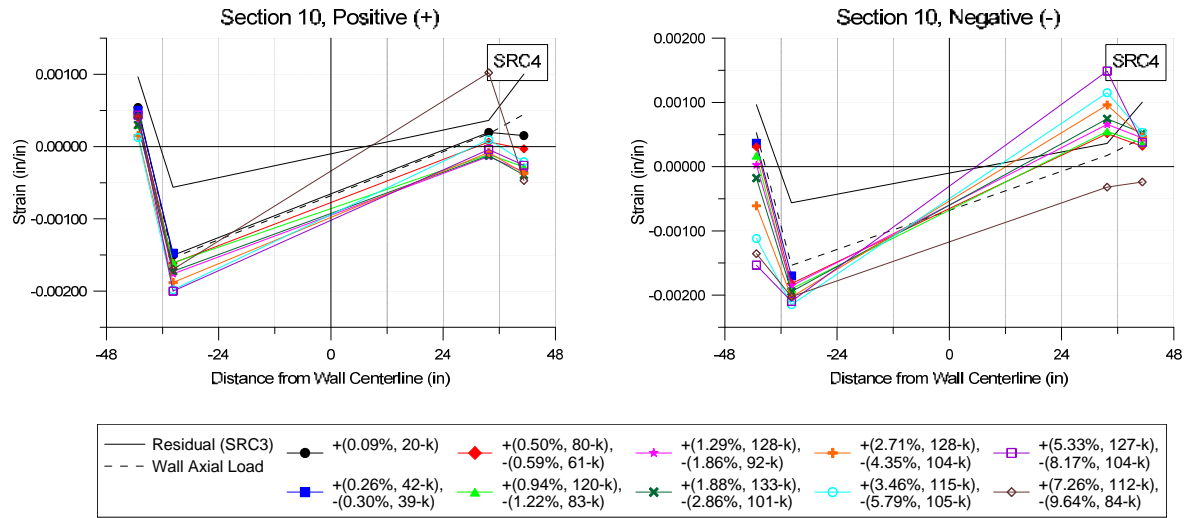 Section 10, Positive (+)
SRC4
0.00100
0.00000
-0.00100
-0.00200
Strain (in/in)
-48
-24
0
24
48
Distance from Wall Centerline (in)
Section 10, Negative (-)
SRC4
0.00200
0.00100
0.00000
-0.00100
-0.00200
Strain (in/in)
-48
-24
0
24
48
Distance from Wall Centerline (in)
Residual (SRC3)
Wall Axial Load
+(0.09%, 20-k)
+(0.26%, 42-k),
-(0.30%, 39-k)
+(0.50%, 80-k),
-(0.59%, 61-k)
+(0.94%, 120-k),
-(1.22%, 83-k)
+(1.29%, 128-k),
-(1.86%, 92-k)
+(1.88%, 133-k),
-(2.86%, 101-k)
+(2.71%, 128-k),
-(4.35%, 104-k)
+(3.46%, 115-k),
-(5.79%, 105-k)
+(5.33%, 127-k),
-(8.17%, 104-k)
+(7.26%, 112-k),
-(9.64%, 84-k)